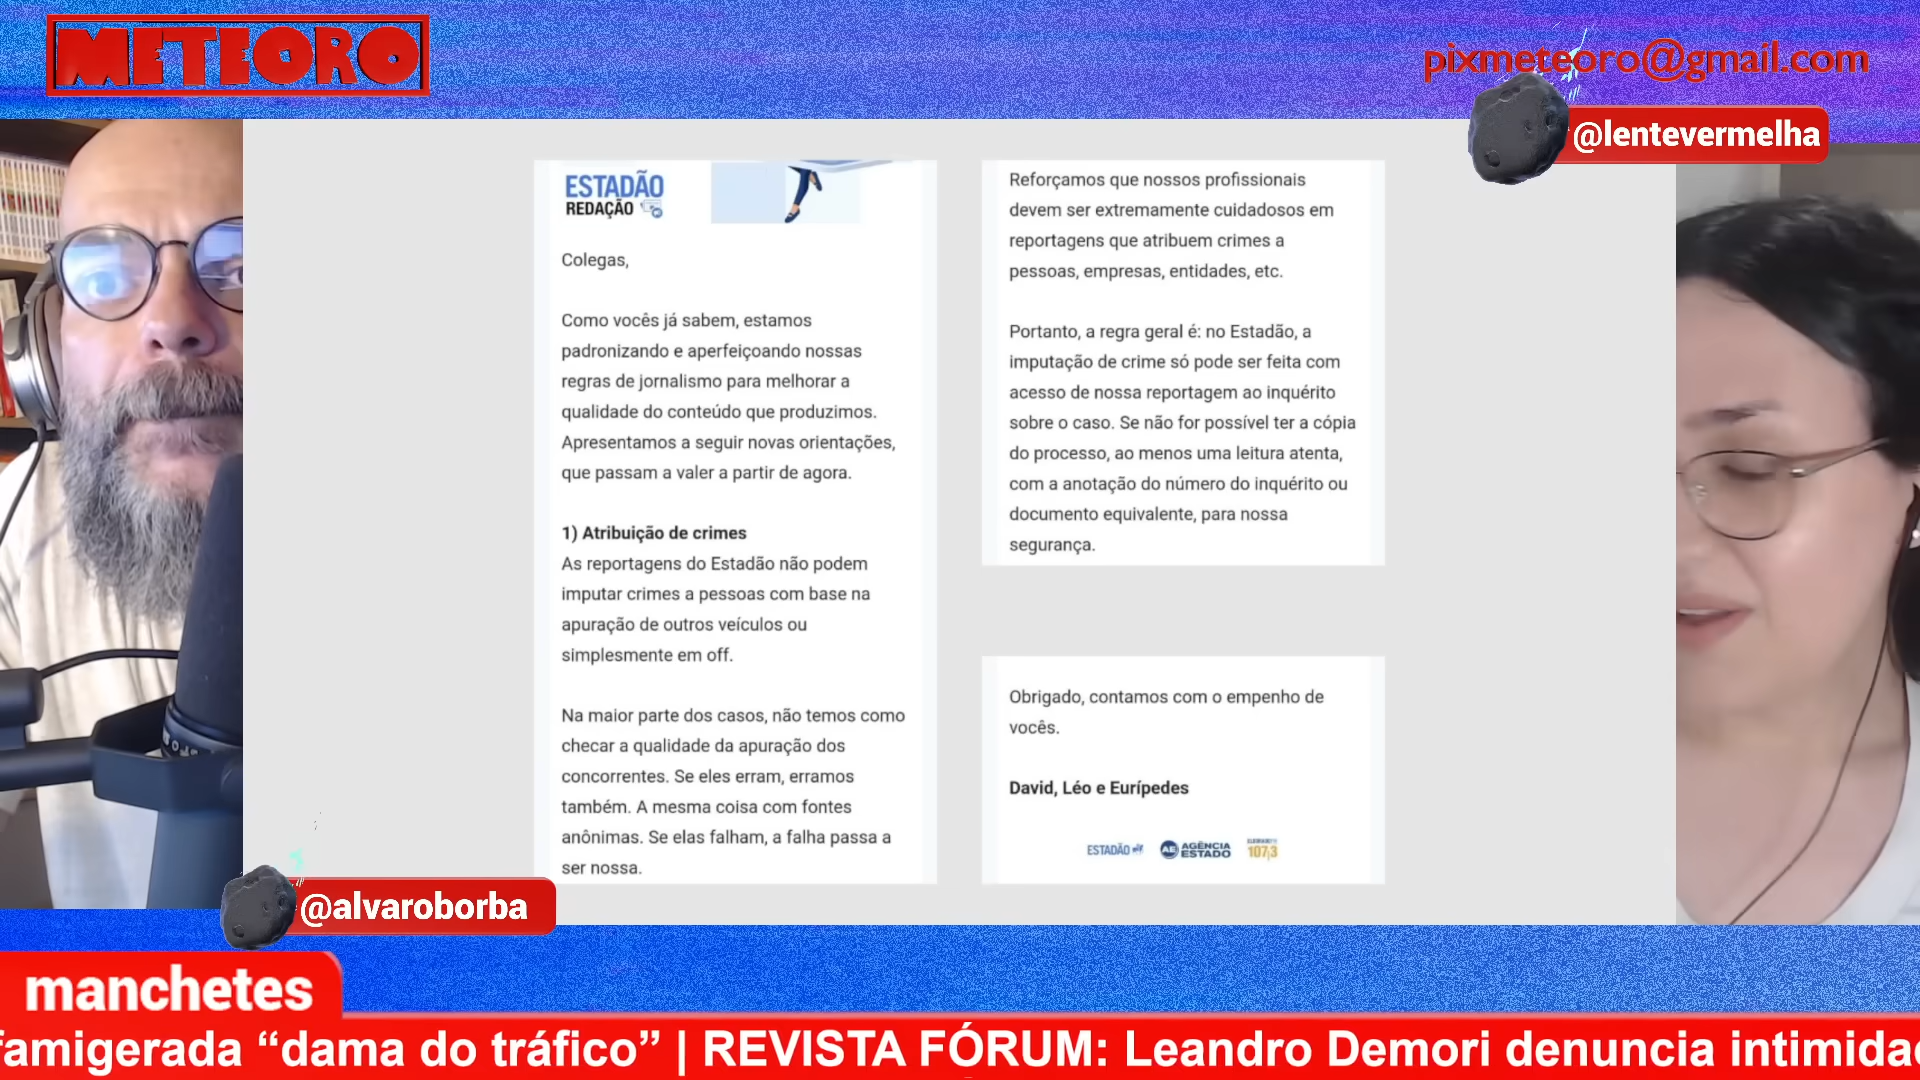 METEORO
pixmeteoro@gmail.com
@lentevermelha
ESTADÃO
REDAÇÃO
Colegas,
Como vocês já sabem, estamos
padronizando e aperfeiçoando nossas
regras de jornalismo para melhorar a
qualidade do conteúdo que produzimos.
Apresentamos a seguir novas orientações,
que passam a valer a partir de agora.
1) Atribuição de crimes
As reportagens do Estadão não podem
imputar crimes a pessoas com base na
apuração de outros veículos ou
simplesmente em off.
Na maior parte dos casos, não temos como
checar a qualidade da apuração dos
concorrentes. Se eles erram, erramos
também. A mesma coisa com fontes
anônimas. Se elas falham, a falha passa a
ser nossa.
Reforçamos que nossos profissionais
devem ser extremamente cuidadosos em
reportagens que atribuem crimes a
pessoas, empresas, entidades, etc.
Portanto, a regra geral é: no Estadão, a
imputação de crime só pode ser feita com
acesso de nossa reportagem ao inquérito
sobre o caso. Se não for possível ter a cópia
do processo, ao menos uma leitura atenta,
com a anotação do número do inquérito ou
documento equivalente, para nossa
segurança.
Obrigado, contamos com o empenho de
vocês.
David, Léo e Eurípedes
ESTADÃO
AE AGÊNCIA
ESTADO
107,3
@alvaroborba
manchetes
famigerada “dama do tráfico” | REVISTA FÓRUM: Leandro Demori denuncia intimida